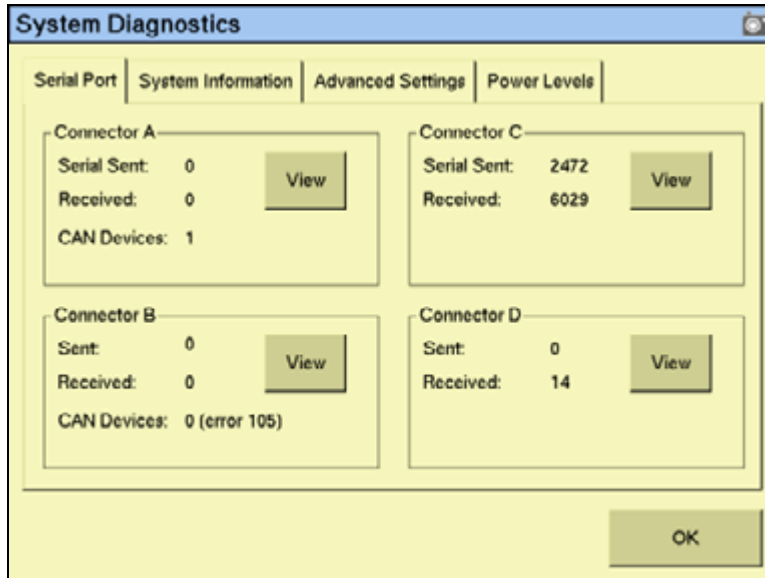 System Diagnostics
Serial Port System Information Advanced Settings Power Levels
Connector A
Serial Sent: 0
Received: 0
CAN Devices: 1
View
Connector C
Serial Sent: 2472
Received: 6029
View
Connector B
Sent: 0
Received: 0
CAN Devices: 0 (error 105)
View
Connector D
Sent: 0
Received: 14
View
OK